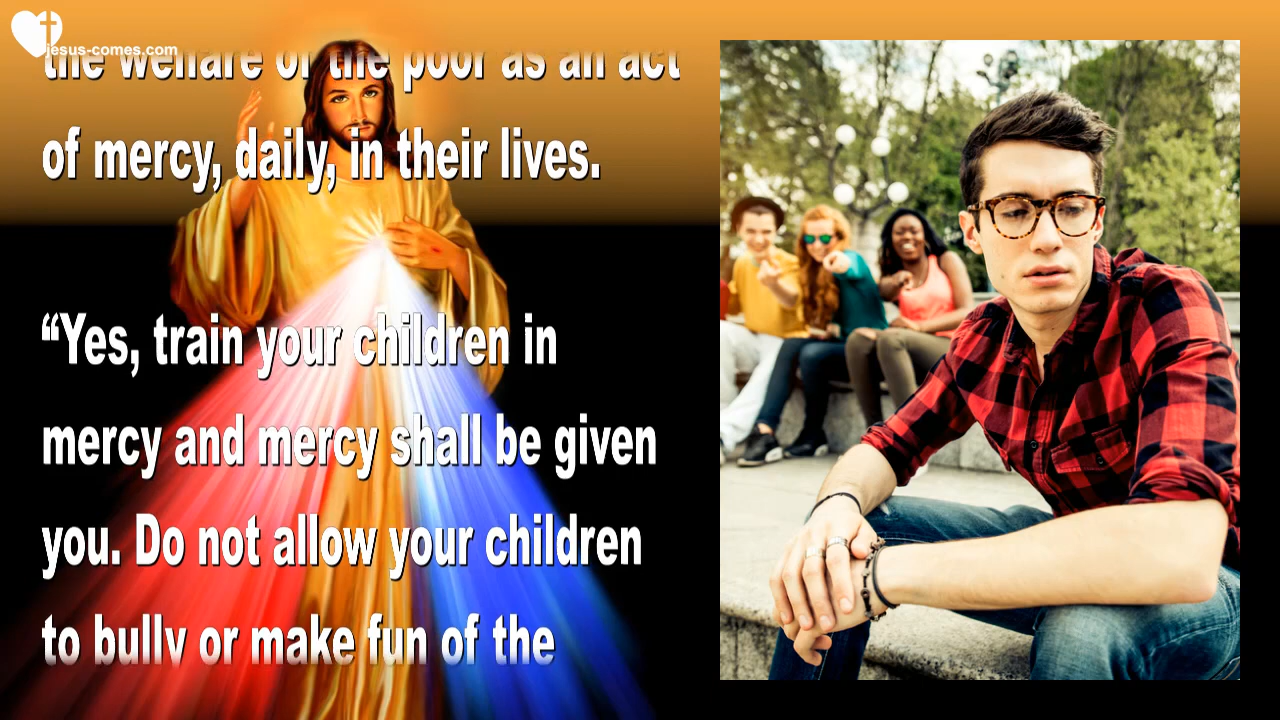 jesus-comes.com
the welfare of the poor as an act
of mercy, daily, in their lives.
“Yes, train your children in
mercy and mercy shall be given
you. Do not allow your children
to bully or make fun of the